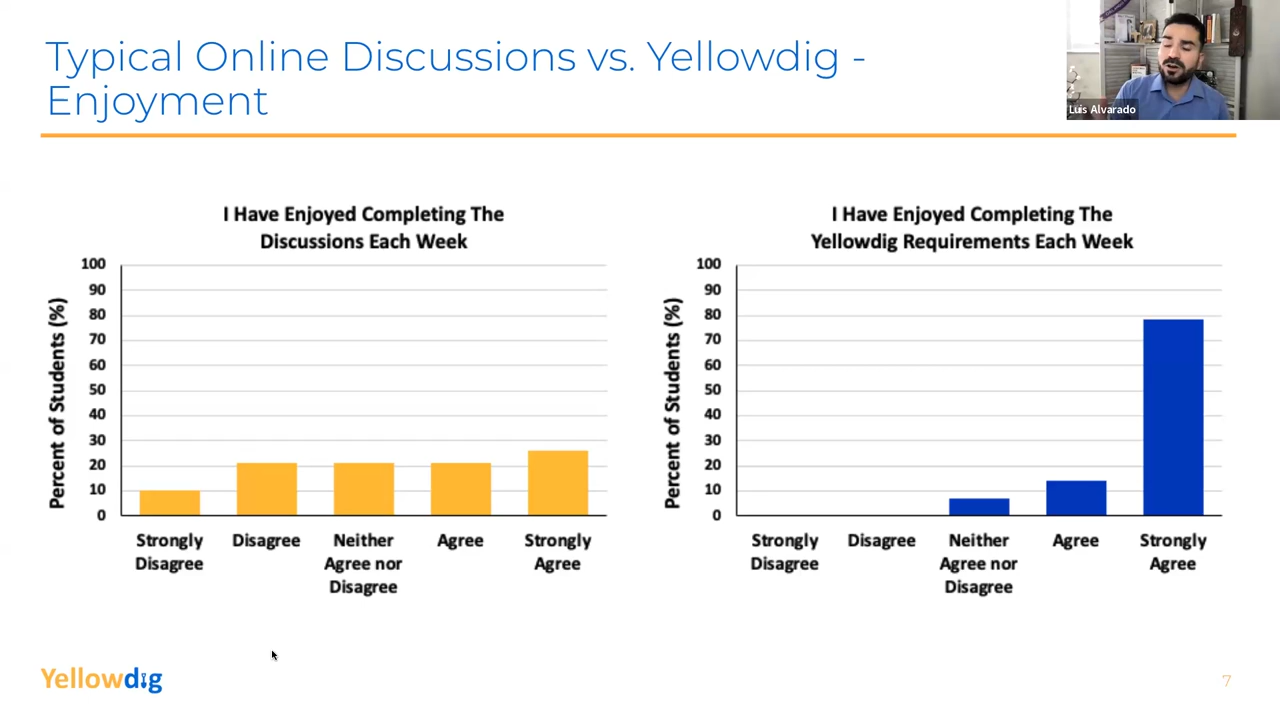 Typical Online Discussions vs. Yellowdig -
Enjoyment
Luis Alvarado
I Have Enjoyed Completing The
Discussions Each Week
Percent of Students (%)
100
90
80
70
60
50
40
30
20
10
0
Strongly Disagree
Disagree
Neither Agree nor Disagree
Agree
Strongly Agree
I Have Enjoyed Completing The
Yellowdig Requirements Each Week
Percent of Students (%)
100
90
80
70
60
50
40
30
20
10
0
Strongly Disagree
Disagree
Neither Agree nor Disagree
Agree
Strongly Agree
Yellowdig
7